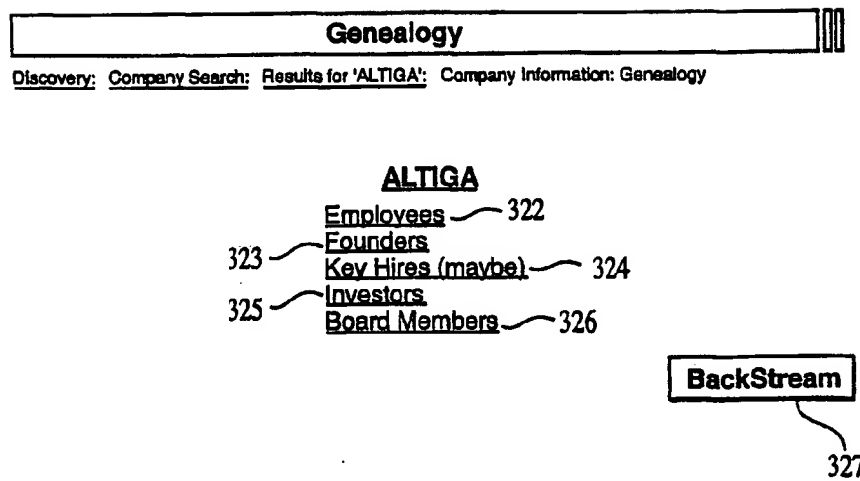 Genealogy
Discovery: Company Search: Results for 'ALTIGA': Company Information: Genealogy
ALTIGA
Employees 322
323 Founders
Key Hires (maybe) 324
325 Investors
Board Members 326
BackStream
327